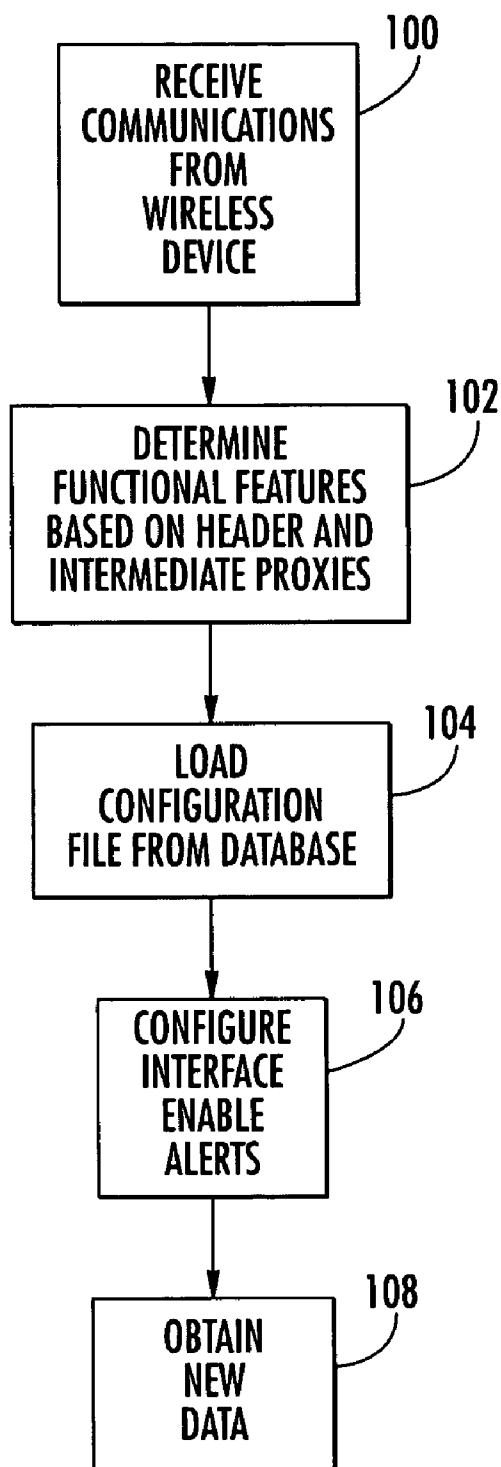 100
RECEIVE
COMMUNICATIONS
FROM
WIRELESS
DEVICE
102
DETERMINE
FUNCTIONAL FEATURES
BASED ON HEADER AND
INTERMEDIATE PROXIES
104
LOAD
CONFIGURATION
FILE FROM DATABASE
106
CONFIGURE
INTERFACE
ENABLE
ALERTS
108
OBTAIN
NEW
DATA